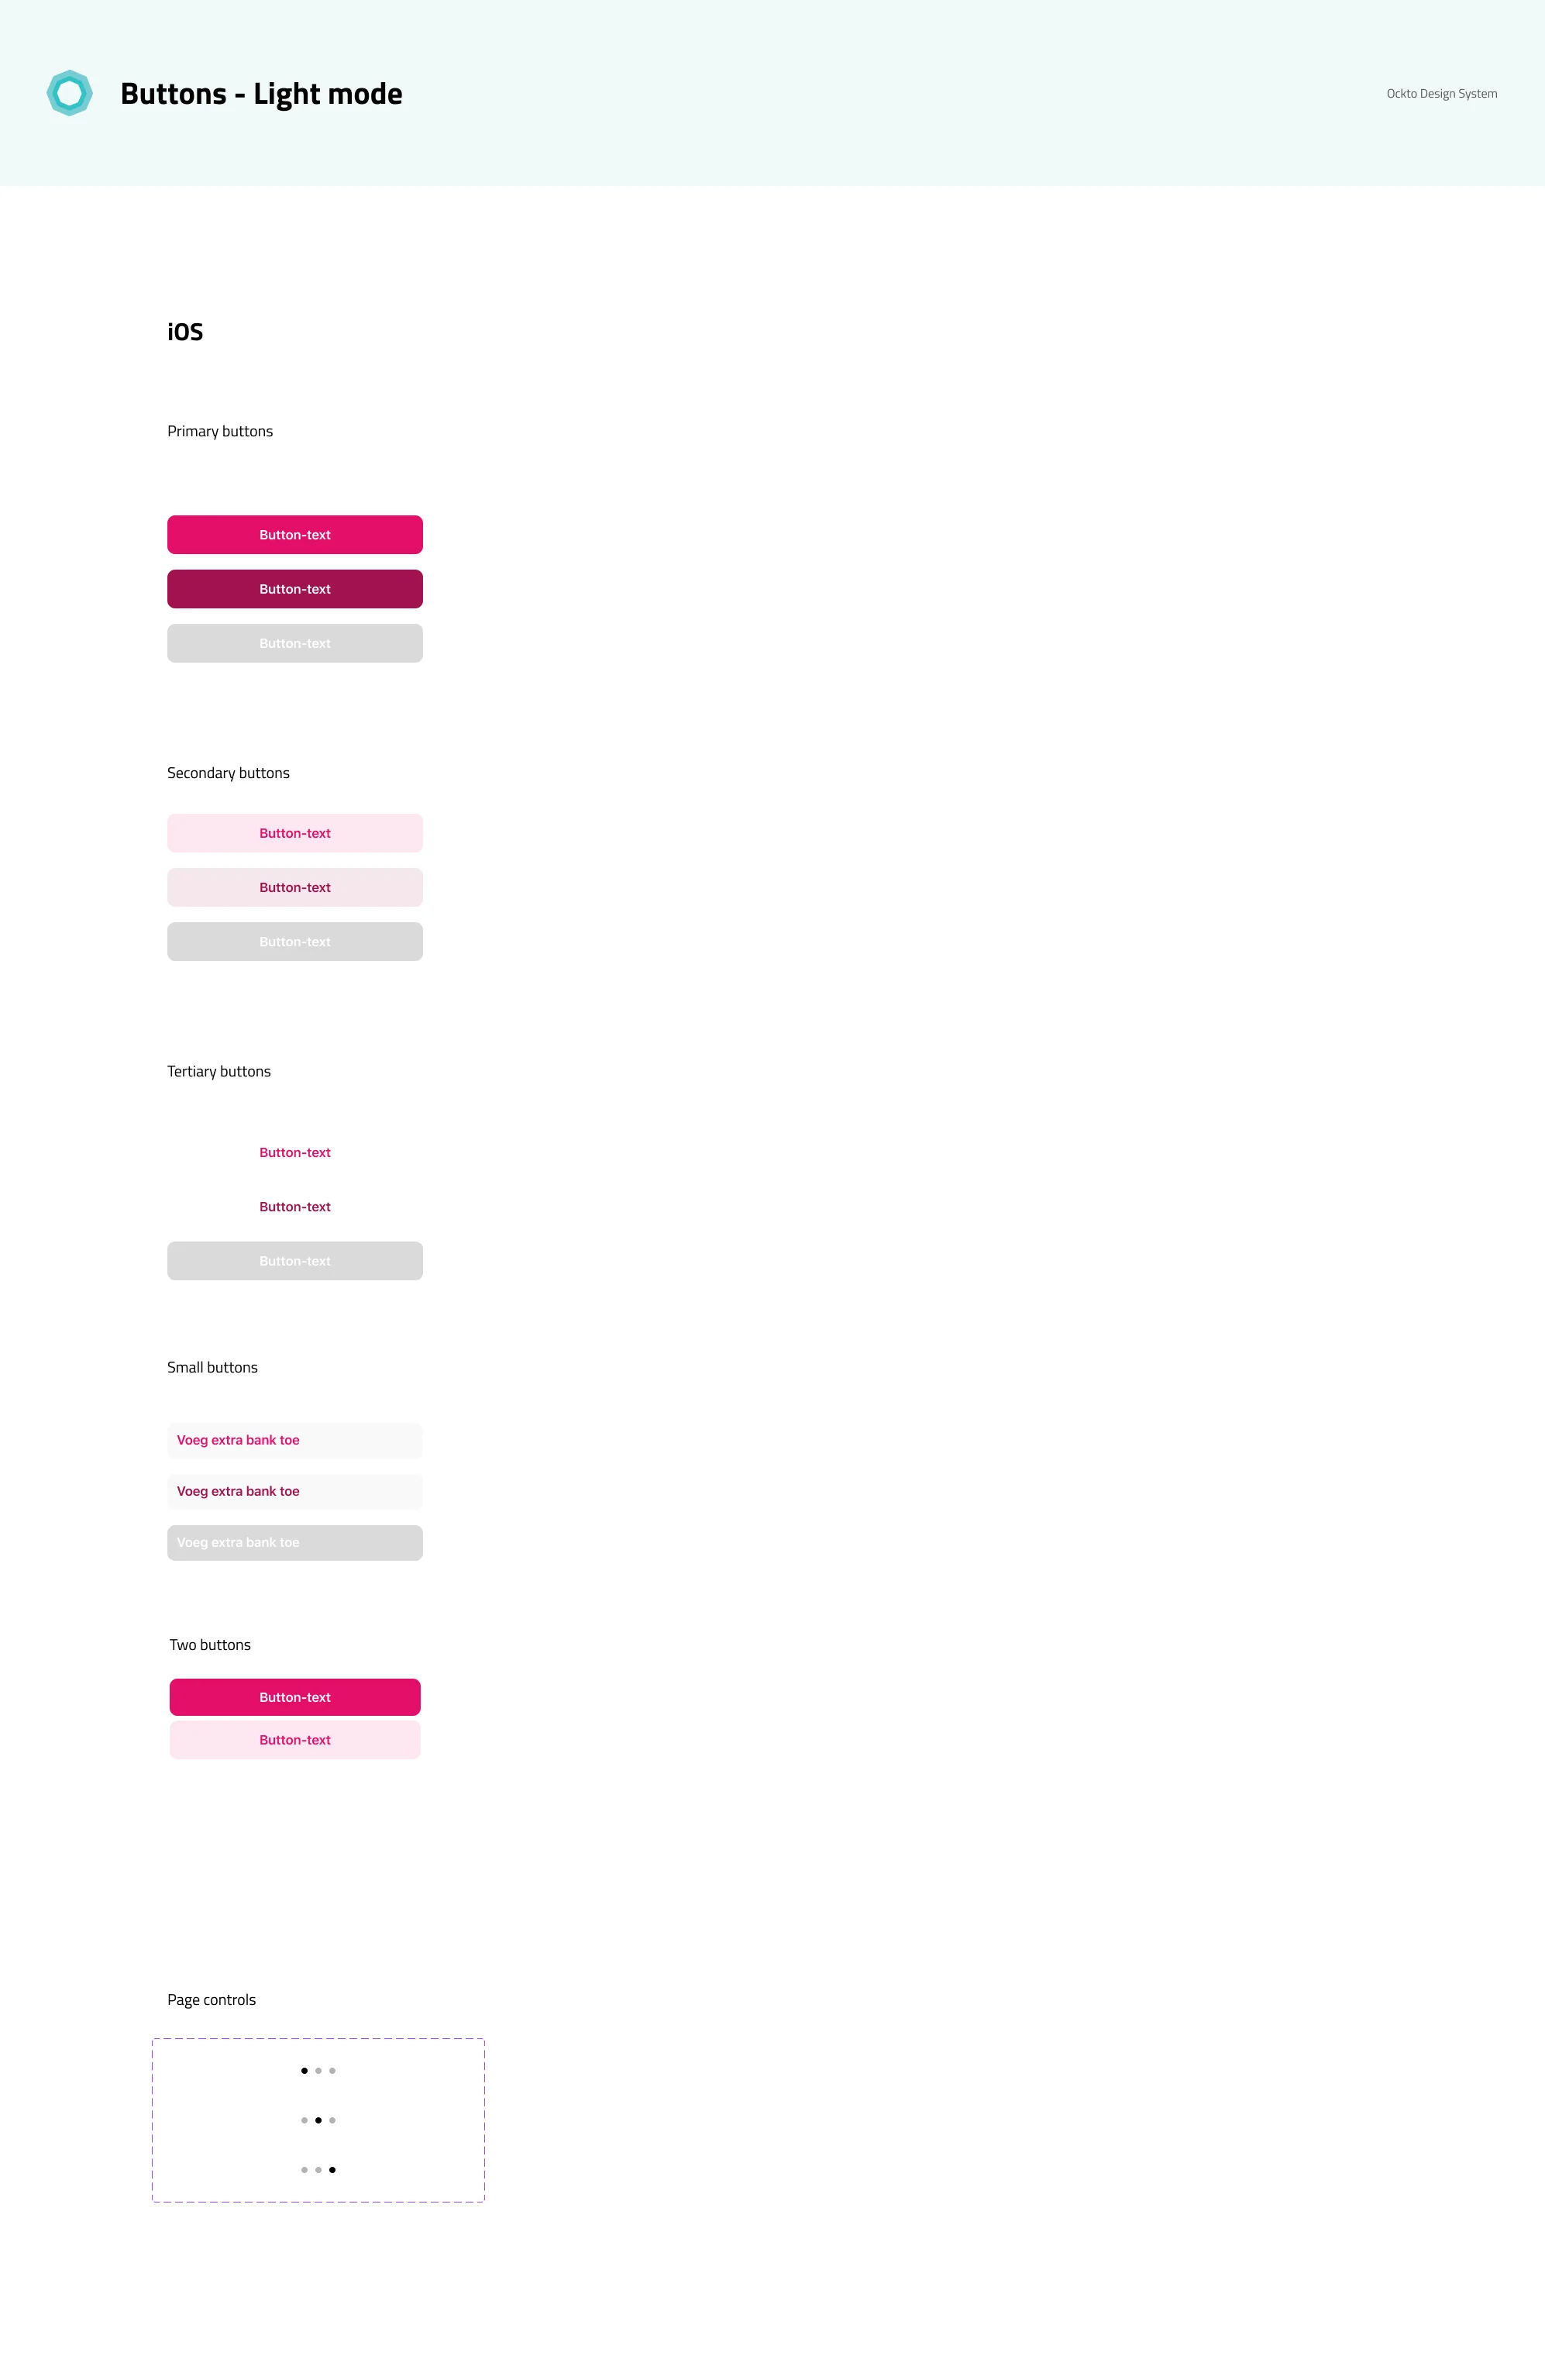 Buttons - Light mode
Ockto Design System
iOS
Primary buttons
Button-text
Button-text
Button-text
Secondary buttons
Button-text
Button-text
Button-text
Tertiary buttons
Button-text
Button-text
Button-text
Small buttons
Voeg extra bank toe
Voeg extra bank toe
Voeg extra bank toe
Two buttons
Button-text
Button-text
Page controls